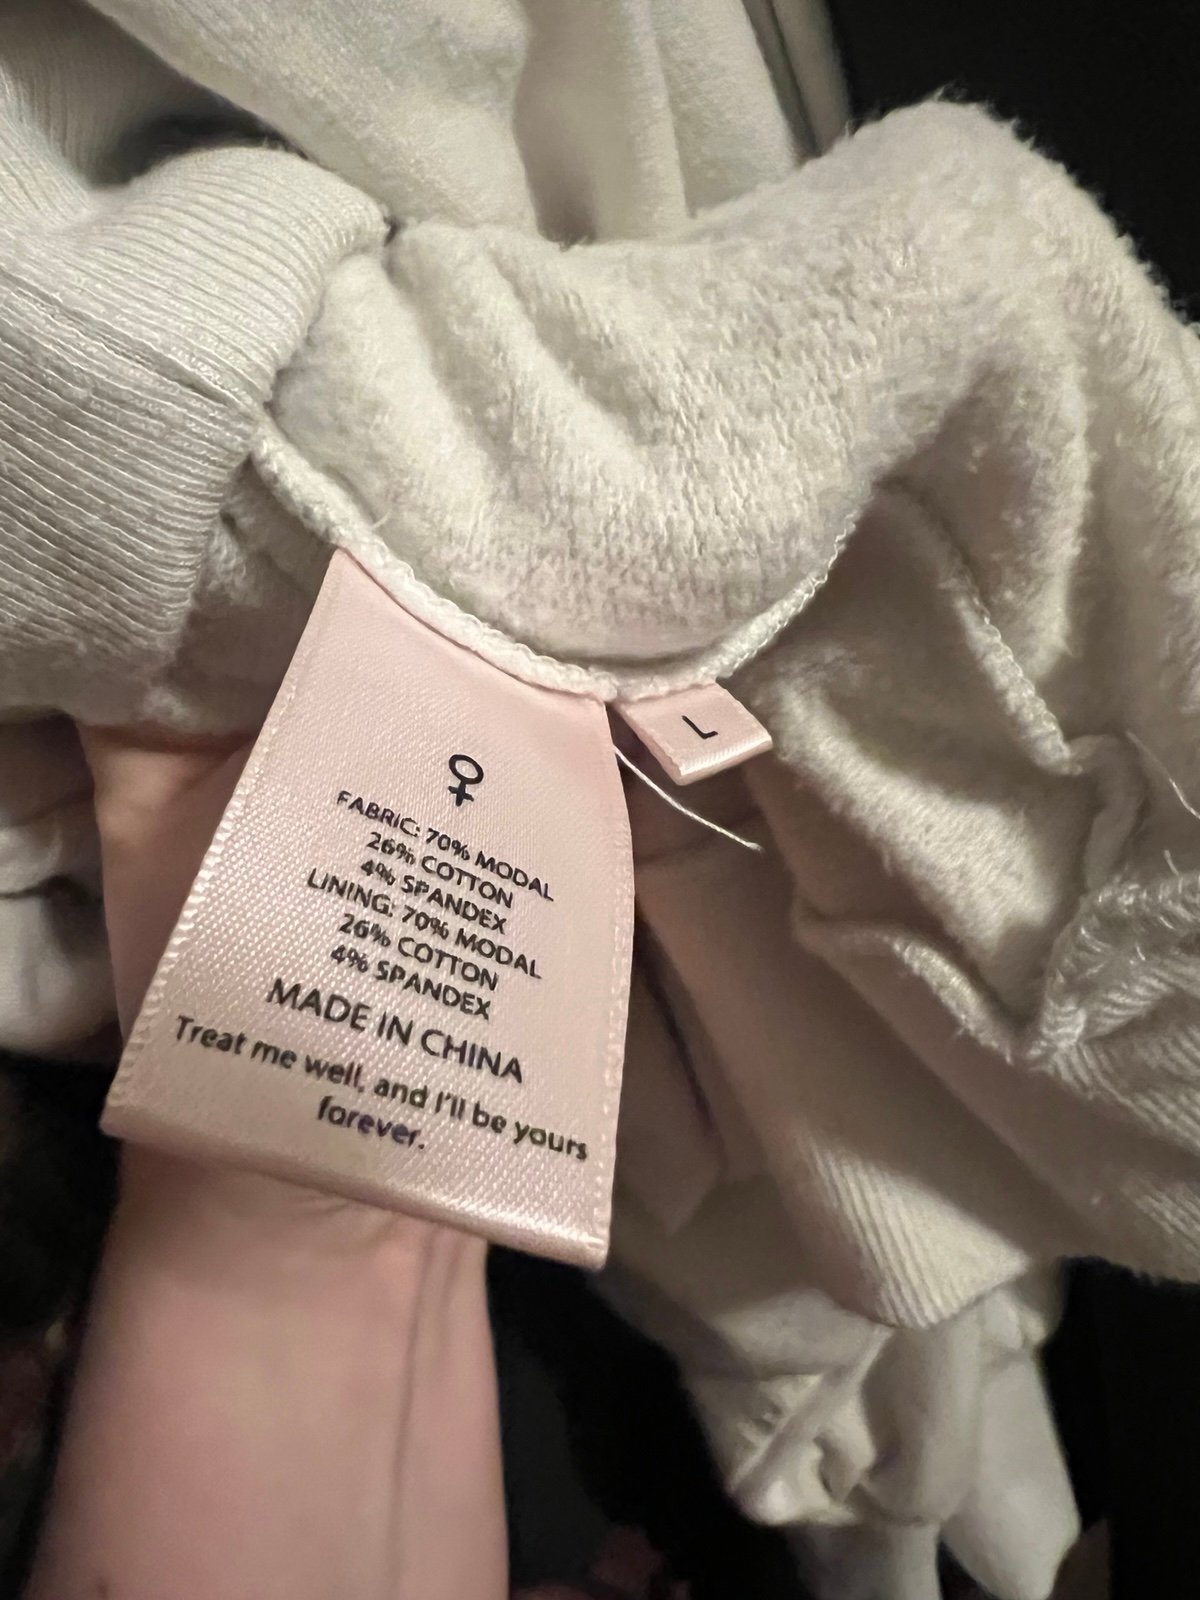 L
♀
FABRIC: 70% MODAL
26% COTTON
4% SPANDEX
LINING: 70% MODAL
26% COTTON
4% SPANDEX
MADE IN CHINA
Treat me well, and I'll be yours
forever.